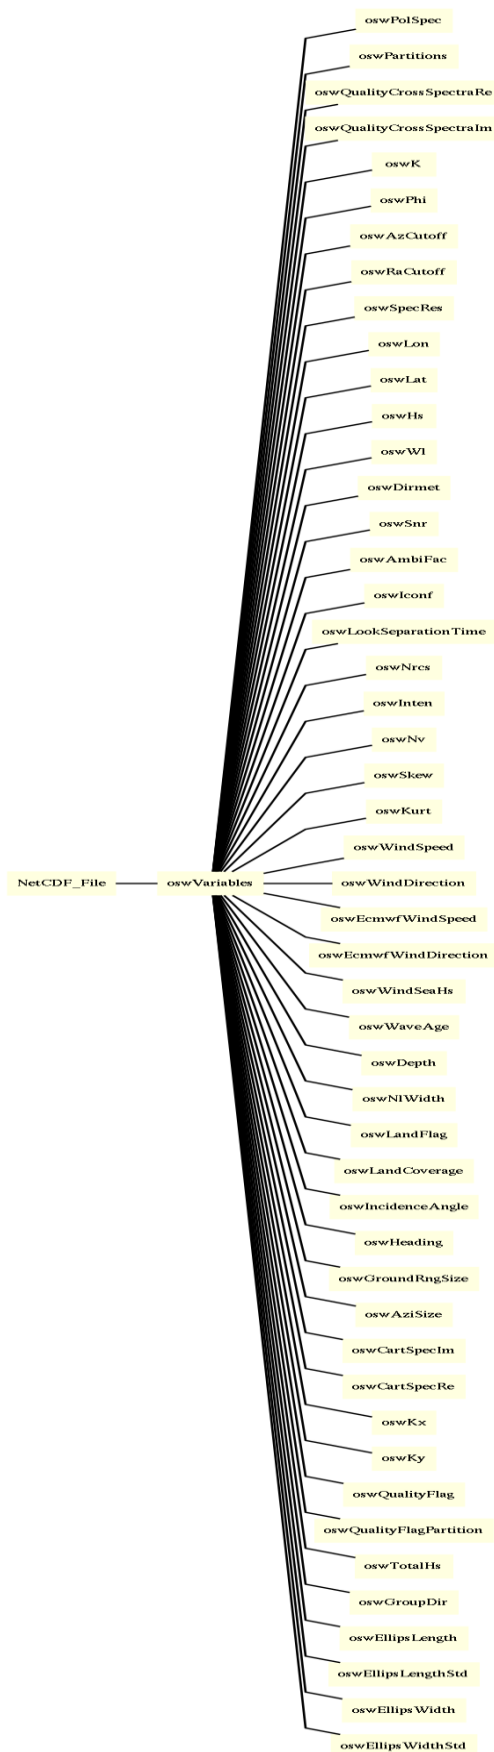 oswPolSpec
oswPartitions
oswQualityCrossSpectraRe
oswQualityCrossSpectraIm
oswK
oswPhi
oswAzCutoff
oswRaCutoff
oswSpecRes
oswLon
oswLat
oswHs
oswWl
oswDirmet
oswSnr
oswAmbiFac
oswIconf
oswLookSeparationTime
oswNrcs
oswInten
oswNv
oswSkew
oswKurt
oswWindSpeed
NetCDF_File oswVariables oswWindDirection
oswEcmwfWindSpeed
oswEcmwfWindDirection
oswWindSeaHs
oswWaveAge
oswDepth
oswNlWidth
oswLandFlag
oswLandCoverage
oswIncidenceAngle
oswHeading
oswGroundRngSize
oswAziSize
oswCartSpecIm
oswCartSpecRe
oswKx
oswKy
oswQualityFlag
oswQualityFlagPartition
oswTotalHs
oswGroupDir
oswEllipsLength
oswEllipsLengthStd
oswEllipsWidth
oswEllipsWidthStd